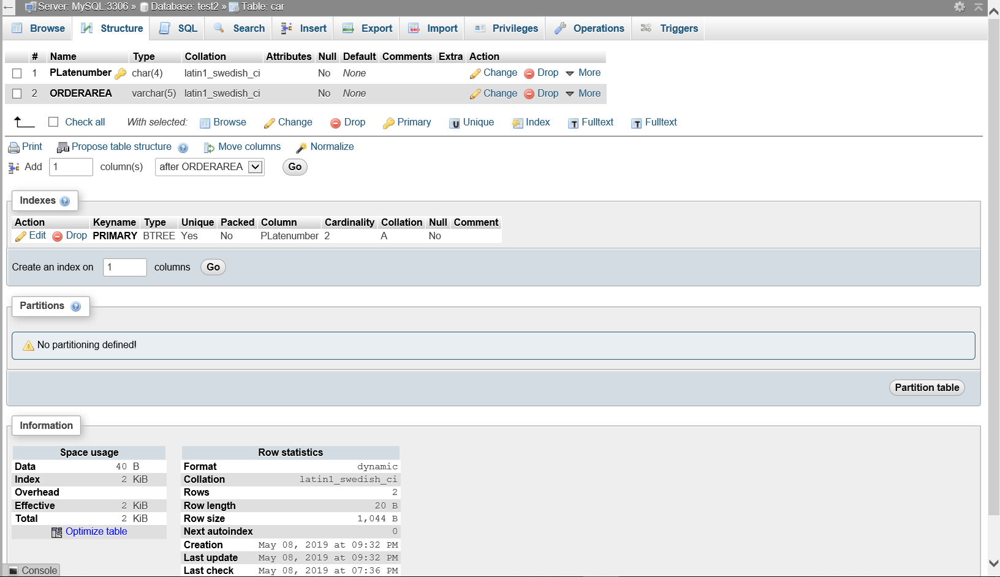 Server: MySQL:3306 » Database: test2 » Table: car
Browse Structure SQL Search Insert Export Import Privileges Operations Triggers
# Name Type Collation Attributes Null Default Comments Extra Action
1 PLatenumber char(4) latin1_swedish_ci No None Change Drop More
2 ORDERAREA varchar(5) latin1_swedish_ci No None Change Drop More
Check all With selected: Browse Change Drop Primary Unique Index Fulltext Fulltext
Print Propose table structure Move columns Normalize
Add 1 column(s) after ORDERAREA Go
Indexes
Action Keyname Type Unique Packed Column Cardinality Collation Null Comment
Edit Drop PRIMARY BTREE Yes No PLatenumber 2 A No
Create an index on 1 columns Go
Partitions
No partitioning defined!
Partition table
Information
Space usage
Data 40 B
Index 2 KiB
Overhead
Effective 2 KiB
Total 2 KiB
Optimize table
Row statistics
Format dynamic
Collation latin1_swedish_ci
Rows 2
Row length 20 B
Row size 1,044 B
Next autoindex 0
Creation May 08, 2019 at 09:32 PM
Last update May 08, 2019 at 09:32 PM
Last check May 08, 2019 at 07:36 PM
Console